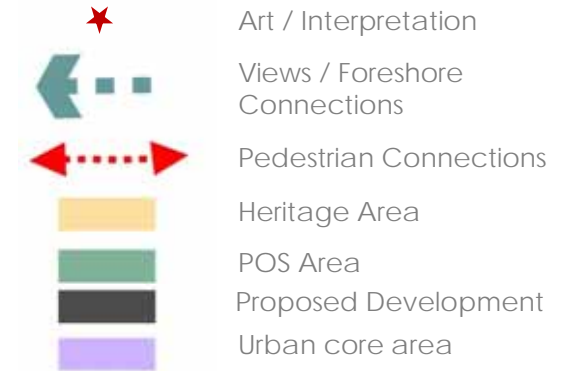 Art / Interpretation
Views / Foreshore
Connections
Pedestrian Connections
Heritage Area
POS Area
Proposed Development
Urban core area